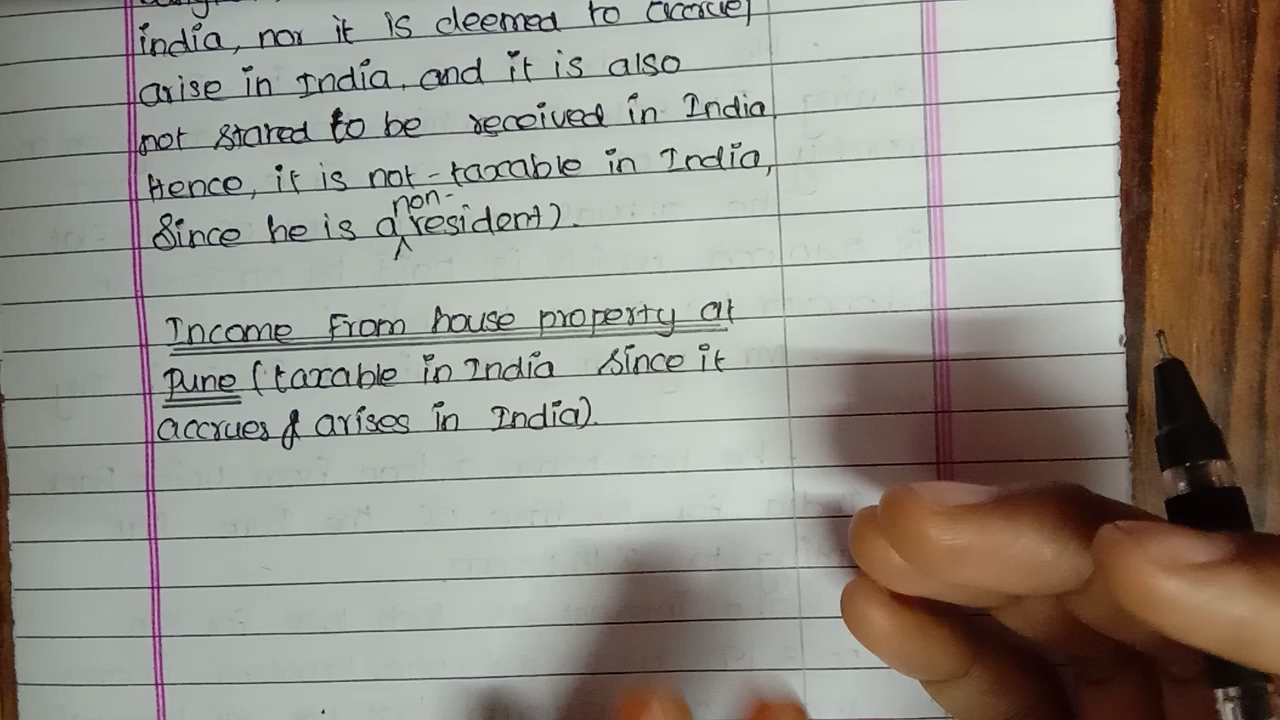 india, nor it is deemed to accrue/
arise in India, and it is also
not stared to be received in India
Hence, it is not-taxable in India,
non-
Since he is a resident).
Income From house property at
Pune (taxable in India since it
accrues & arises in India).